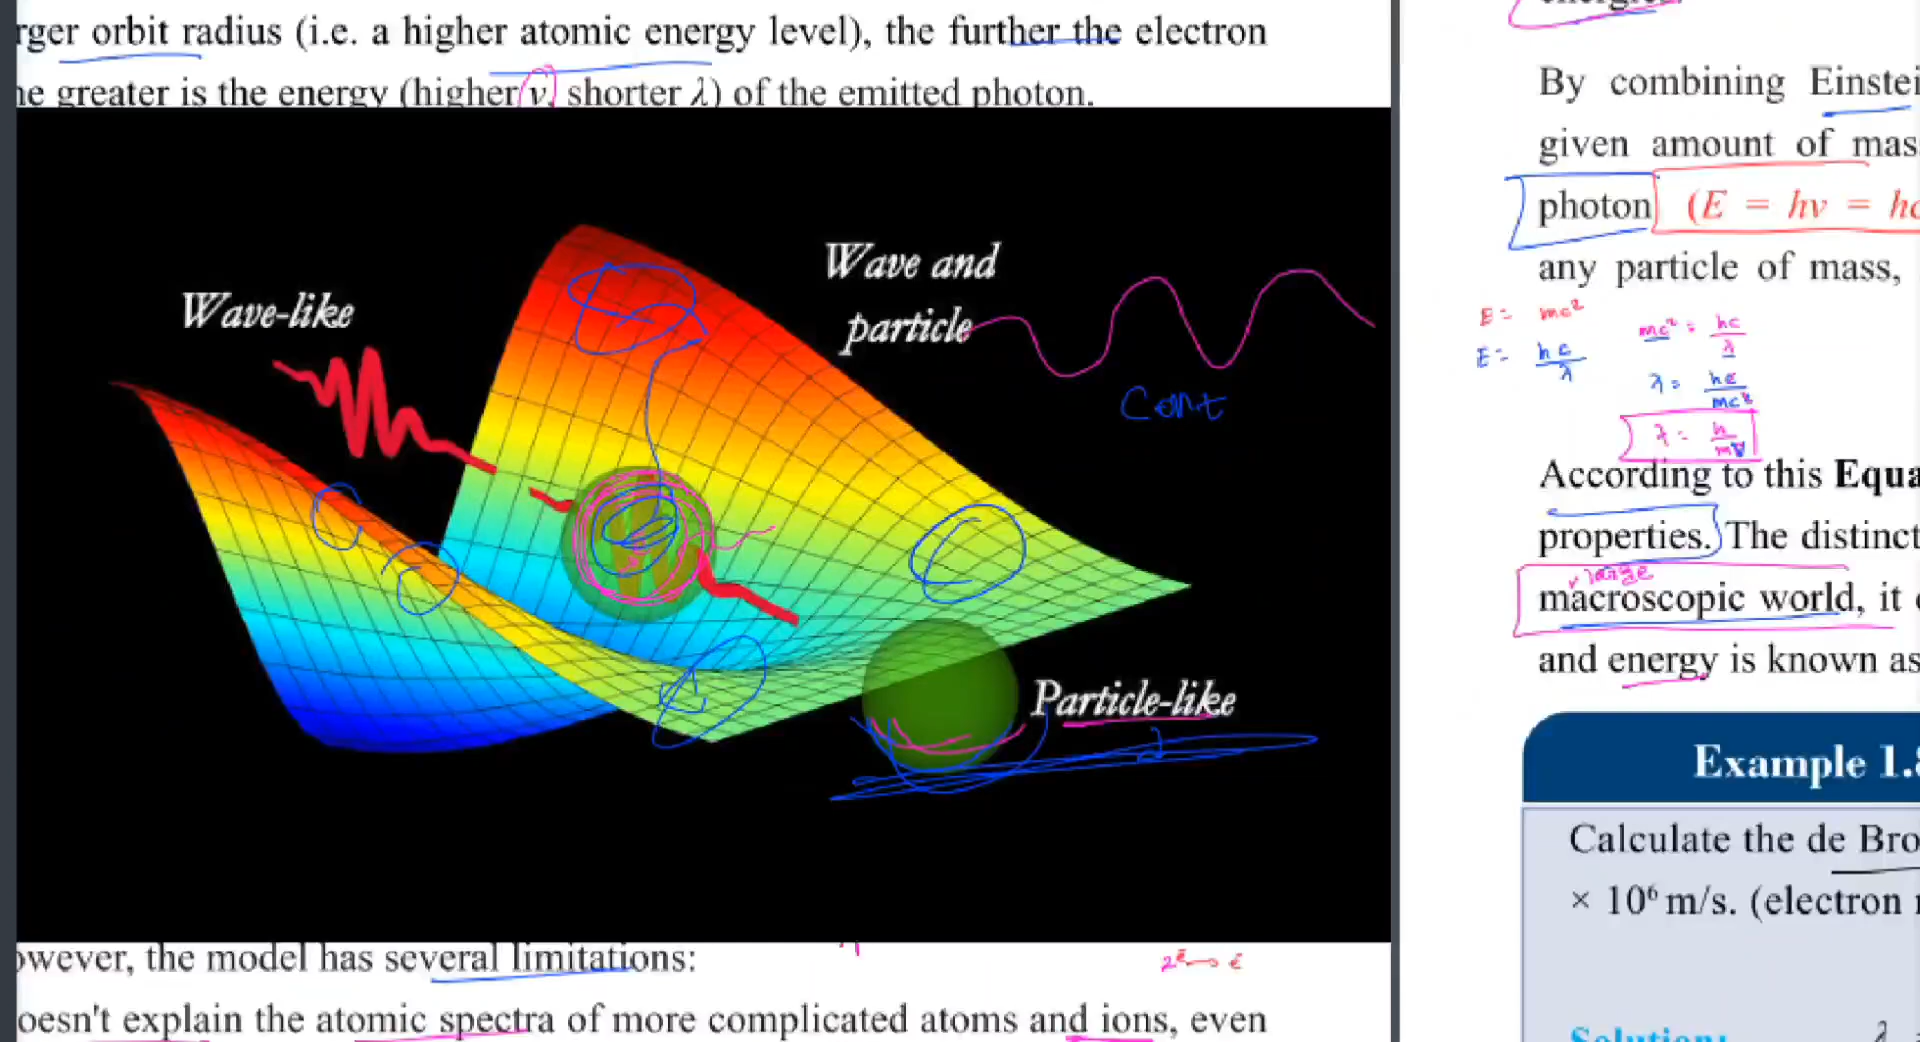 rger orbit radius (i.e. a higher atomic energy level), the further the electron
he greater is the energy (higher ν, shorter λ) of the emitted photon.
Wave-like
Wave and
particle
Cont
Particle-like
owever, the model has several limitations:
oesn't explain the atomic spectra of more complicated atoms and ions, even
By combining Einstei
given amount of mas
photon (E = hν = hc
any particle of mass,
E = mc²
E = hc/λ
mc² = hc/λ
λ = hc/mc²
λ = h/mv
According to this Equa
properties. The distinct
large
macroscopic world, it
and energy is known as
Example 1.8
Calculate the de Bro
× 10⁶ m/s. (electron
Solution:
λ